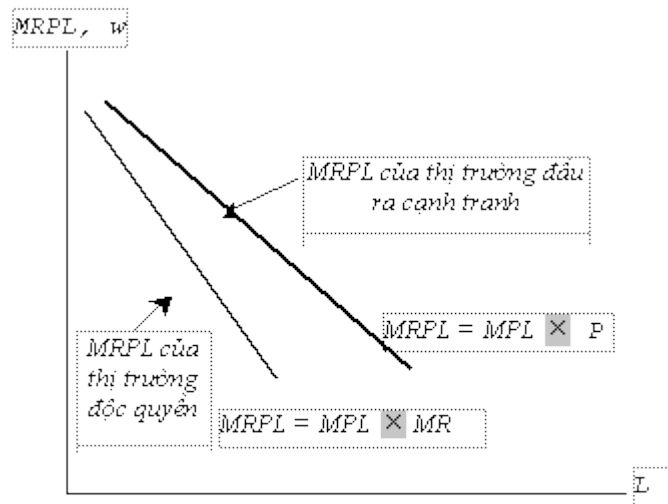 MRPL, w
MRPL của thị trường đầu
ra cạnh tranh
MRPL = MPL × P
MRPL của
thị trường
độc quyền
MRPL = MPL × MR
L